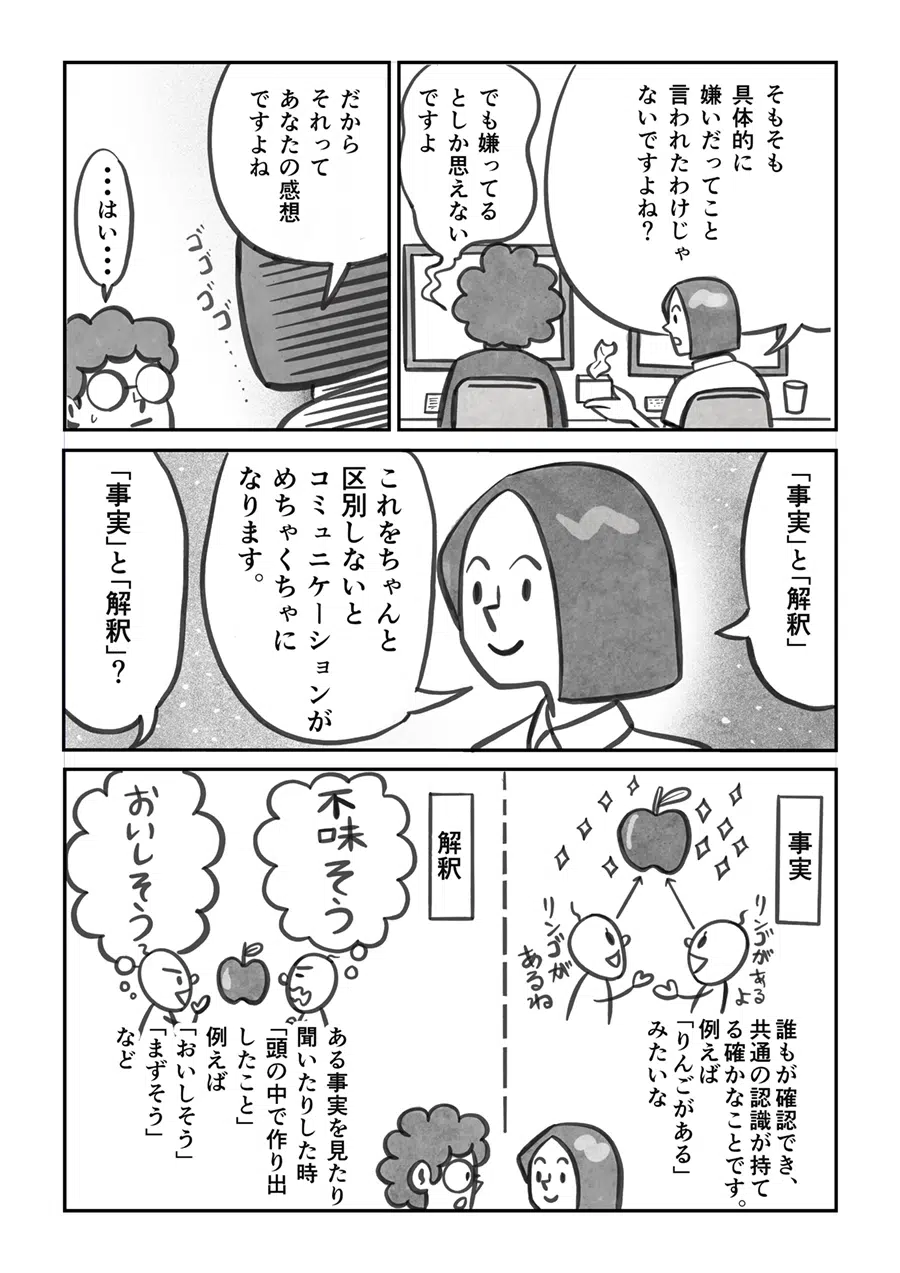 そもそも
具体的に
嫌いだってこと
言われたわけじゃ
ないですよね？
でも嫌ってる
としか思えない
ですよ
だから
それって
あなたの感想
ですよね
ゴゴゴゴ
・・・はい・・・
「事実」と「解釈」
これをちゃんと
区別しないと
コミュニケーションが
めちゃくちゃに
なります。
「事実」と「解釈」？
事実
リンゴがあるよ
リンゴが
あるね
誰もが確認でき、
共通の認識が持て
る確かなことです。
例えば
「りんごがある」
みたいな
解釈
不味そう
おいしそう
ある事実を見たり
聞いたりした時
「頭の中で作り出
したこと」
例えば
「おいしそう」
「まずそう」
など